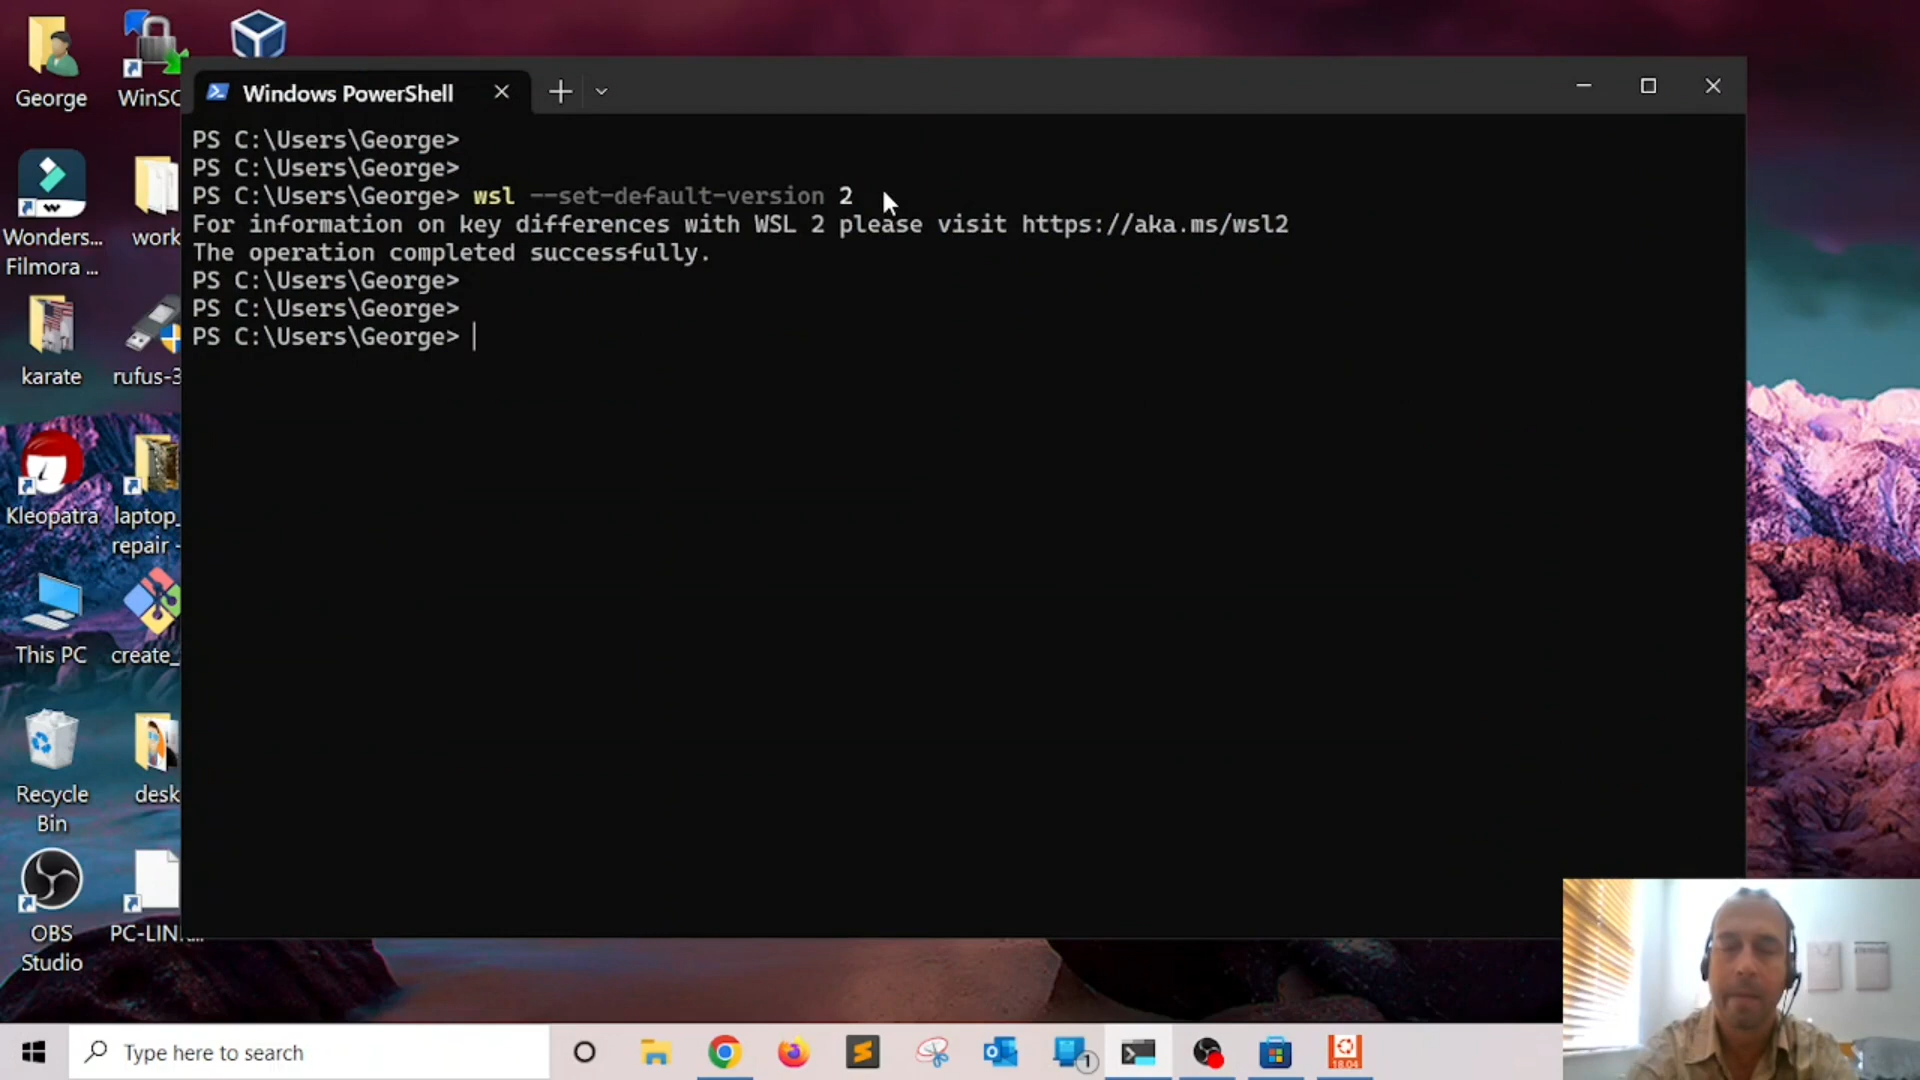 George
WinSC
Windows PowerShell
PS C:\Users\George>
PS C:\Users\George>
PS C:\Users\George> wsl --set-default-version 2
For information on key differences with WSL 2 please visit https://aka.ms/wsl2
The operation completed successfully.
PS C:\Users\George>
PS C:\Users\George>
PS C:\Users\George>
Wonders...
Filmora ...
work
karate
rufus-3
Kleopatra
laptop_
repair -
This PC
create_
Recycle
Bin
desk
OBS
Studio
PC-LIN...
Type here to search
1
18.04